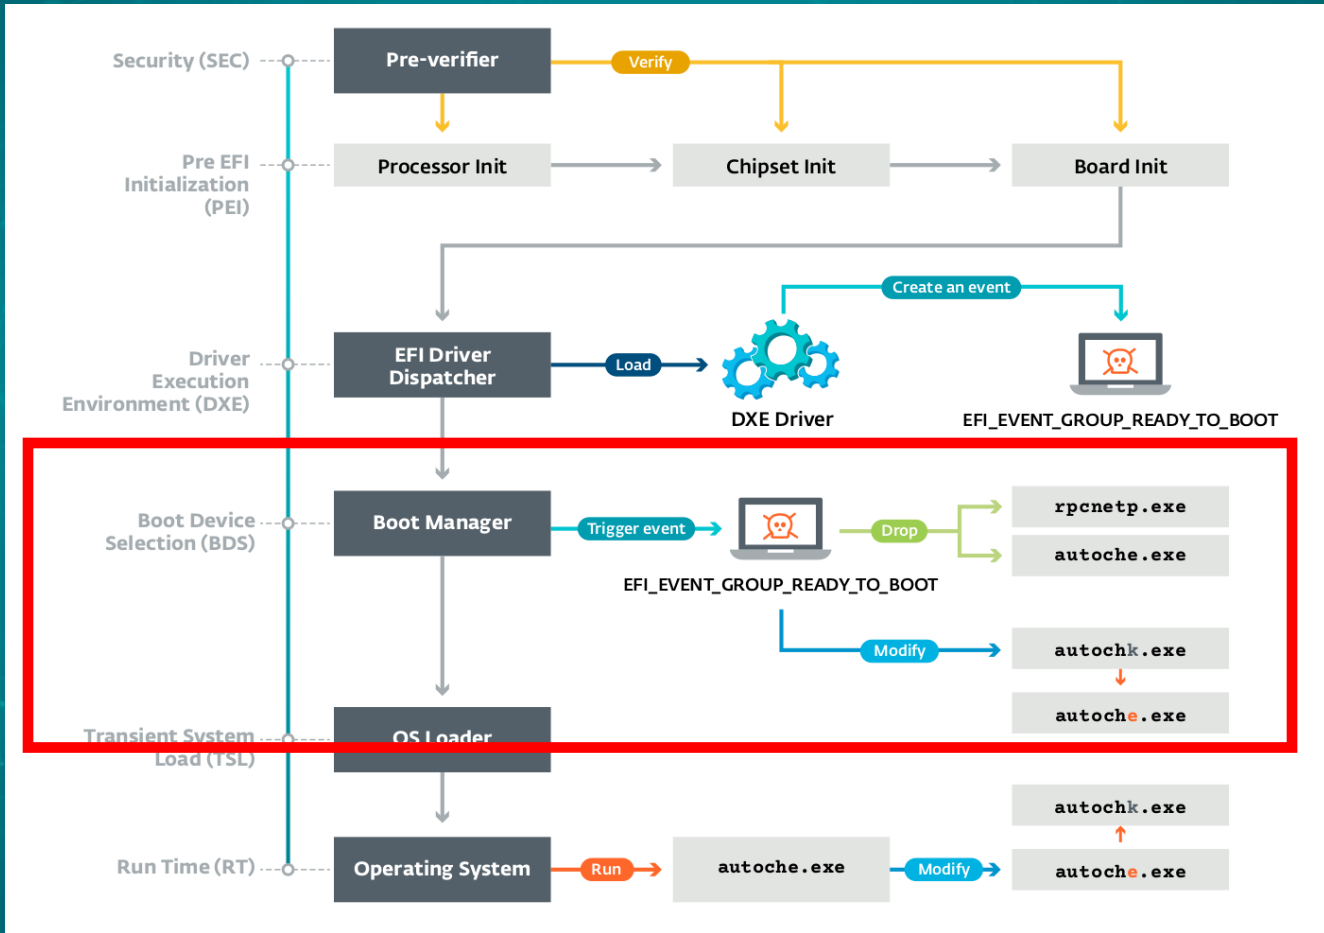 Security (SEC)
Pre-verifier
Verify
Pre EFI
Initialization
(PEI)
Processor Init
Chipset Init
Board Init
Create an event
Driver
Execution
Environment (DXE)
EFI Driver
Dispatcher
Load
DXE Driver
EFI_EVENT_GROUP_READY_TO_BOOT
Boot Device
Selection (BDS)
Boot Manager
Trigger event
EFI_EVENT_GROUP_READY_TO_BOOT
Drop
rpcnetp.exe
autoche.exe
Modify
autochk.exe
autoche.exe
Transient System
Load (TSL)
OS Loader
Run Time (RT)
Operating System
Run
autoche.exe
Modify
autochk.exe
autoche.exe